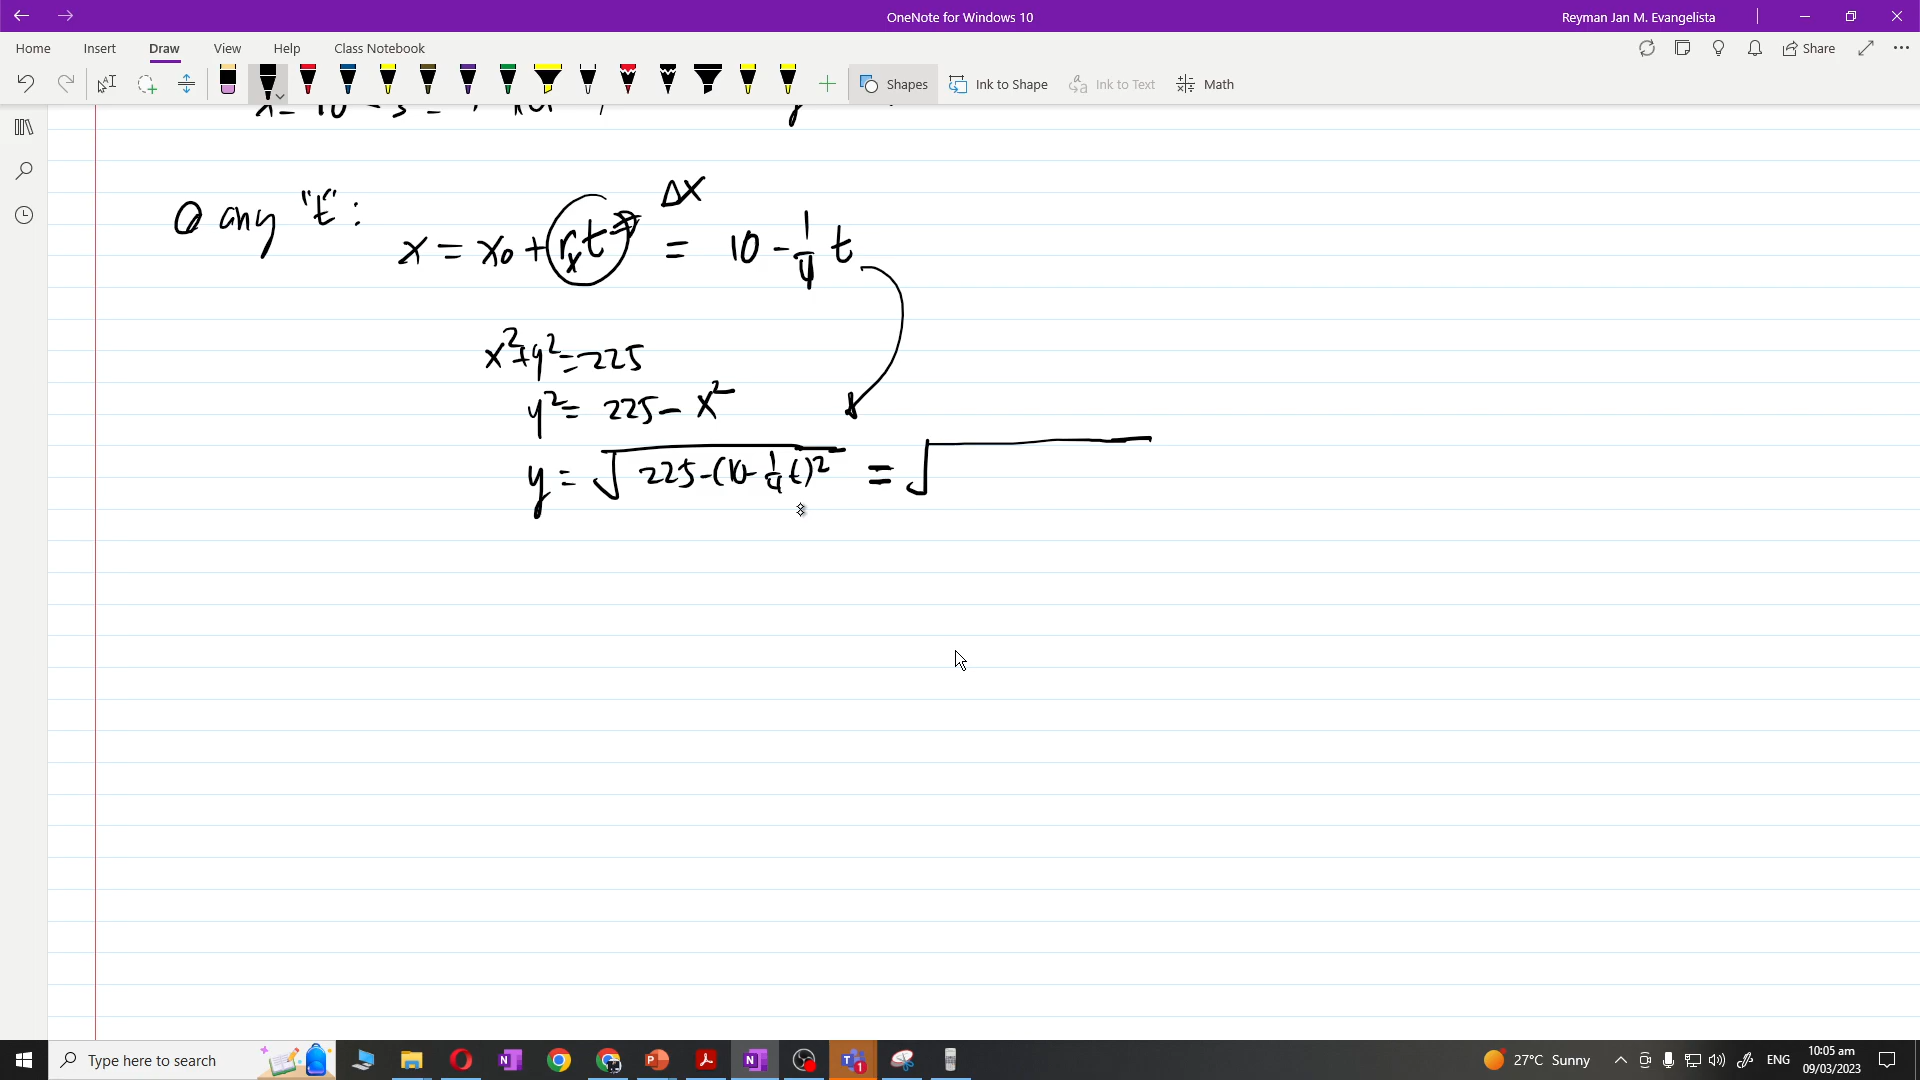 OneNote for Windows 10
Reyman Jan M. Evangelista
Home Insert Draw View Help Class Notebook
Share
Shapes Ink to Shape Ink to Text Math
@ any "t":
Δx
x = x₀ + rₓt = 10 - 1/4 t
x²+y²=225
y² = 225 - x²
y = √225-(10-1/4t)² = √
Type here to search
27°C Sunny
ENG
10:05 am
09/03/2023
1